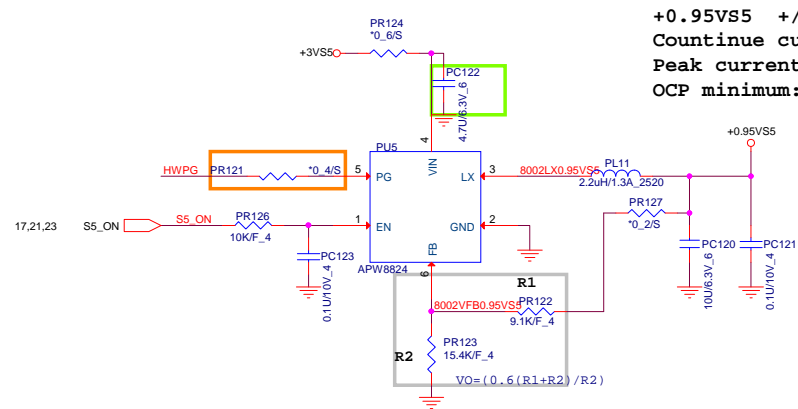 +0.95VS5 +/
Countinue cu
Peak current
OCP minimum:
PR124
*0_6/S
+3VS5
PC122
4.7U/6.3V_6
+0.95VS5
PU5
4
VIN
HWPG
PR121
*0_4/S
5
PG
LX
3
8002LX0.95VS5
PL11
2.2uH/1.3A_2520
PR127
*0_2/S
17,21,23
S5_ON
S5_ON
PR126
10K/F_4
1
EN
GND
2
PC123
0.1U/10V_4
FB
APW8824
6
PC120
10U/6.3V_6
PC121
0.1U/10V_4
R1
8002VFB0.95VS5
PR122
9.1K/F_4
R2
PR123
15.4K/F_4
VO=(0.6(R1+R2)/R2)